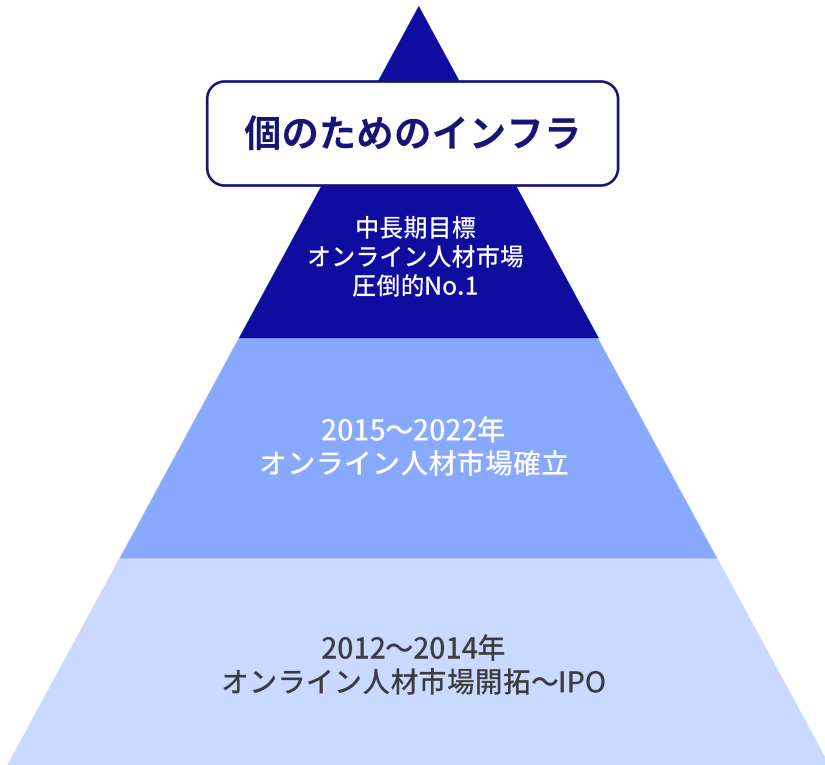 個のためのインフラ
中長期目標
オンライン人材市場
圧倒的No.1
2015〜2022年
オンライン人材市場確立
2012〜2014年
オンライン人材市場開拓〜IPO